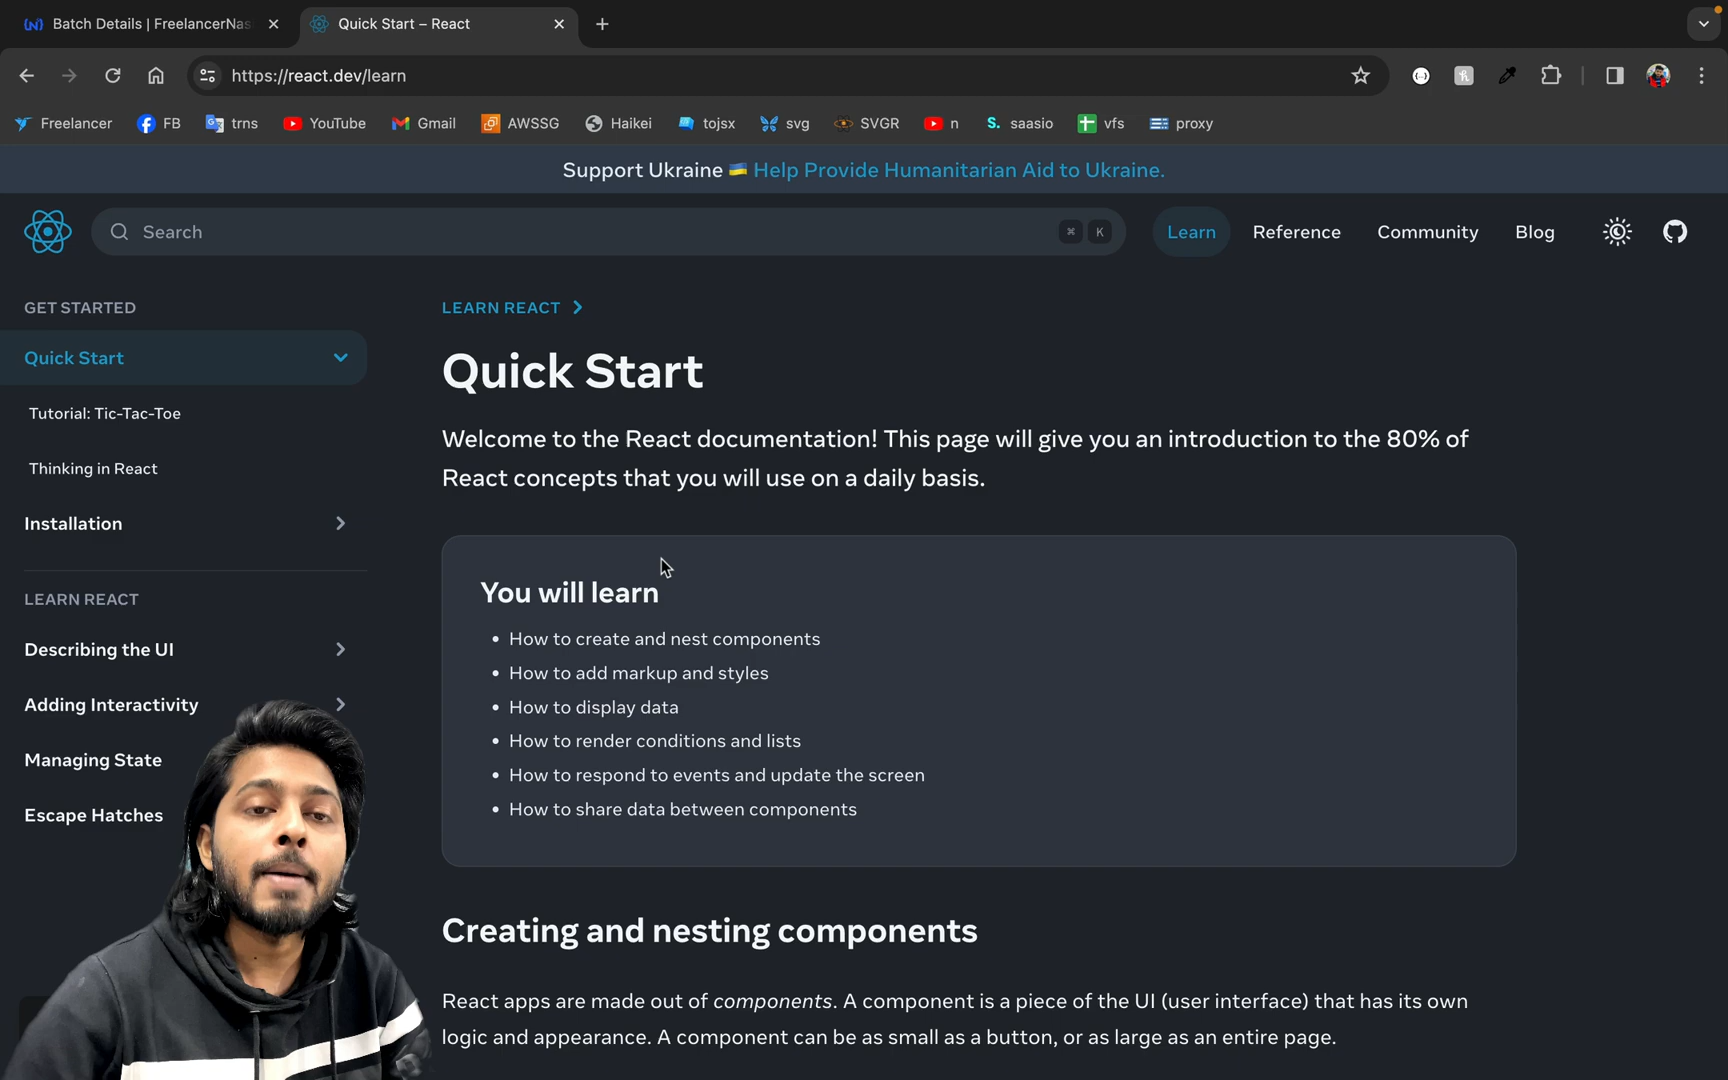 Batch Details | FreelancerNas
Quick Start – React
https://react.dev/learn
Freelancer
FB
trns
YouTube
Gmail
AWSSG
Haikei
tojsx
svg
SVGR
n
saasio
vfs
proxy
Support Ukraine 🇺🇦 Help Provide Humanitarian Aid to Ukraine.
Search
⌘ K
Learn
Reference
Community
Blog
GET STARTED
Quick Start
Tutorial: Tic-Tac-Toe
Thinking in React
Installation
LEARN REACT
Describing the UI
Adding Interactivity
Managing State
Escape Hatches
LEARN REACT
Quick Start
Welcome to the React documentation! This page will give you an introduction to the 80% of
React concepts that you will use on a daily basis.
You will learn
• How to create and nest components
• How to add markup and styles
• How to display data
• How to render conditions and lists
• How to respond to events and update the screen
• How to share data between components
Creating and nesting components
React apps are made out of components. A component is a piece of the UI (user interface) that has its own
logic and appearance. A component can be as small as a button, or as large as an entire page.